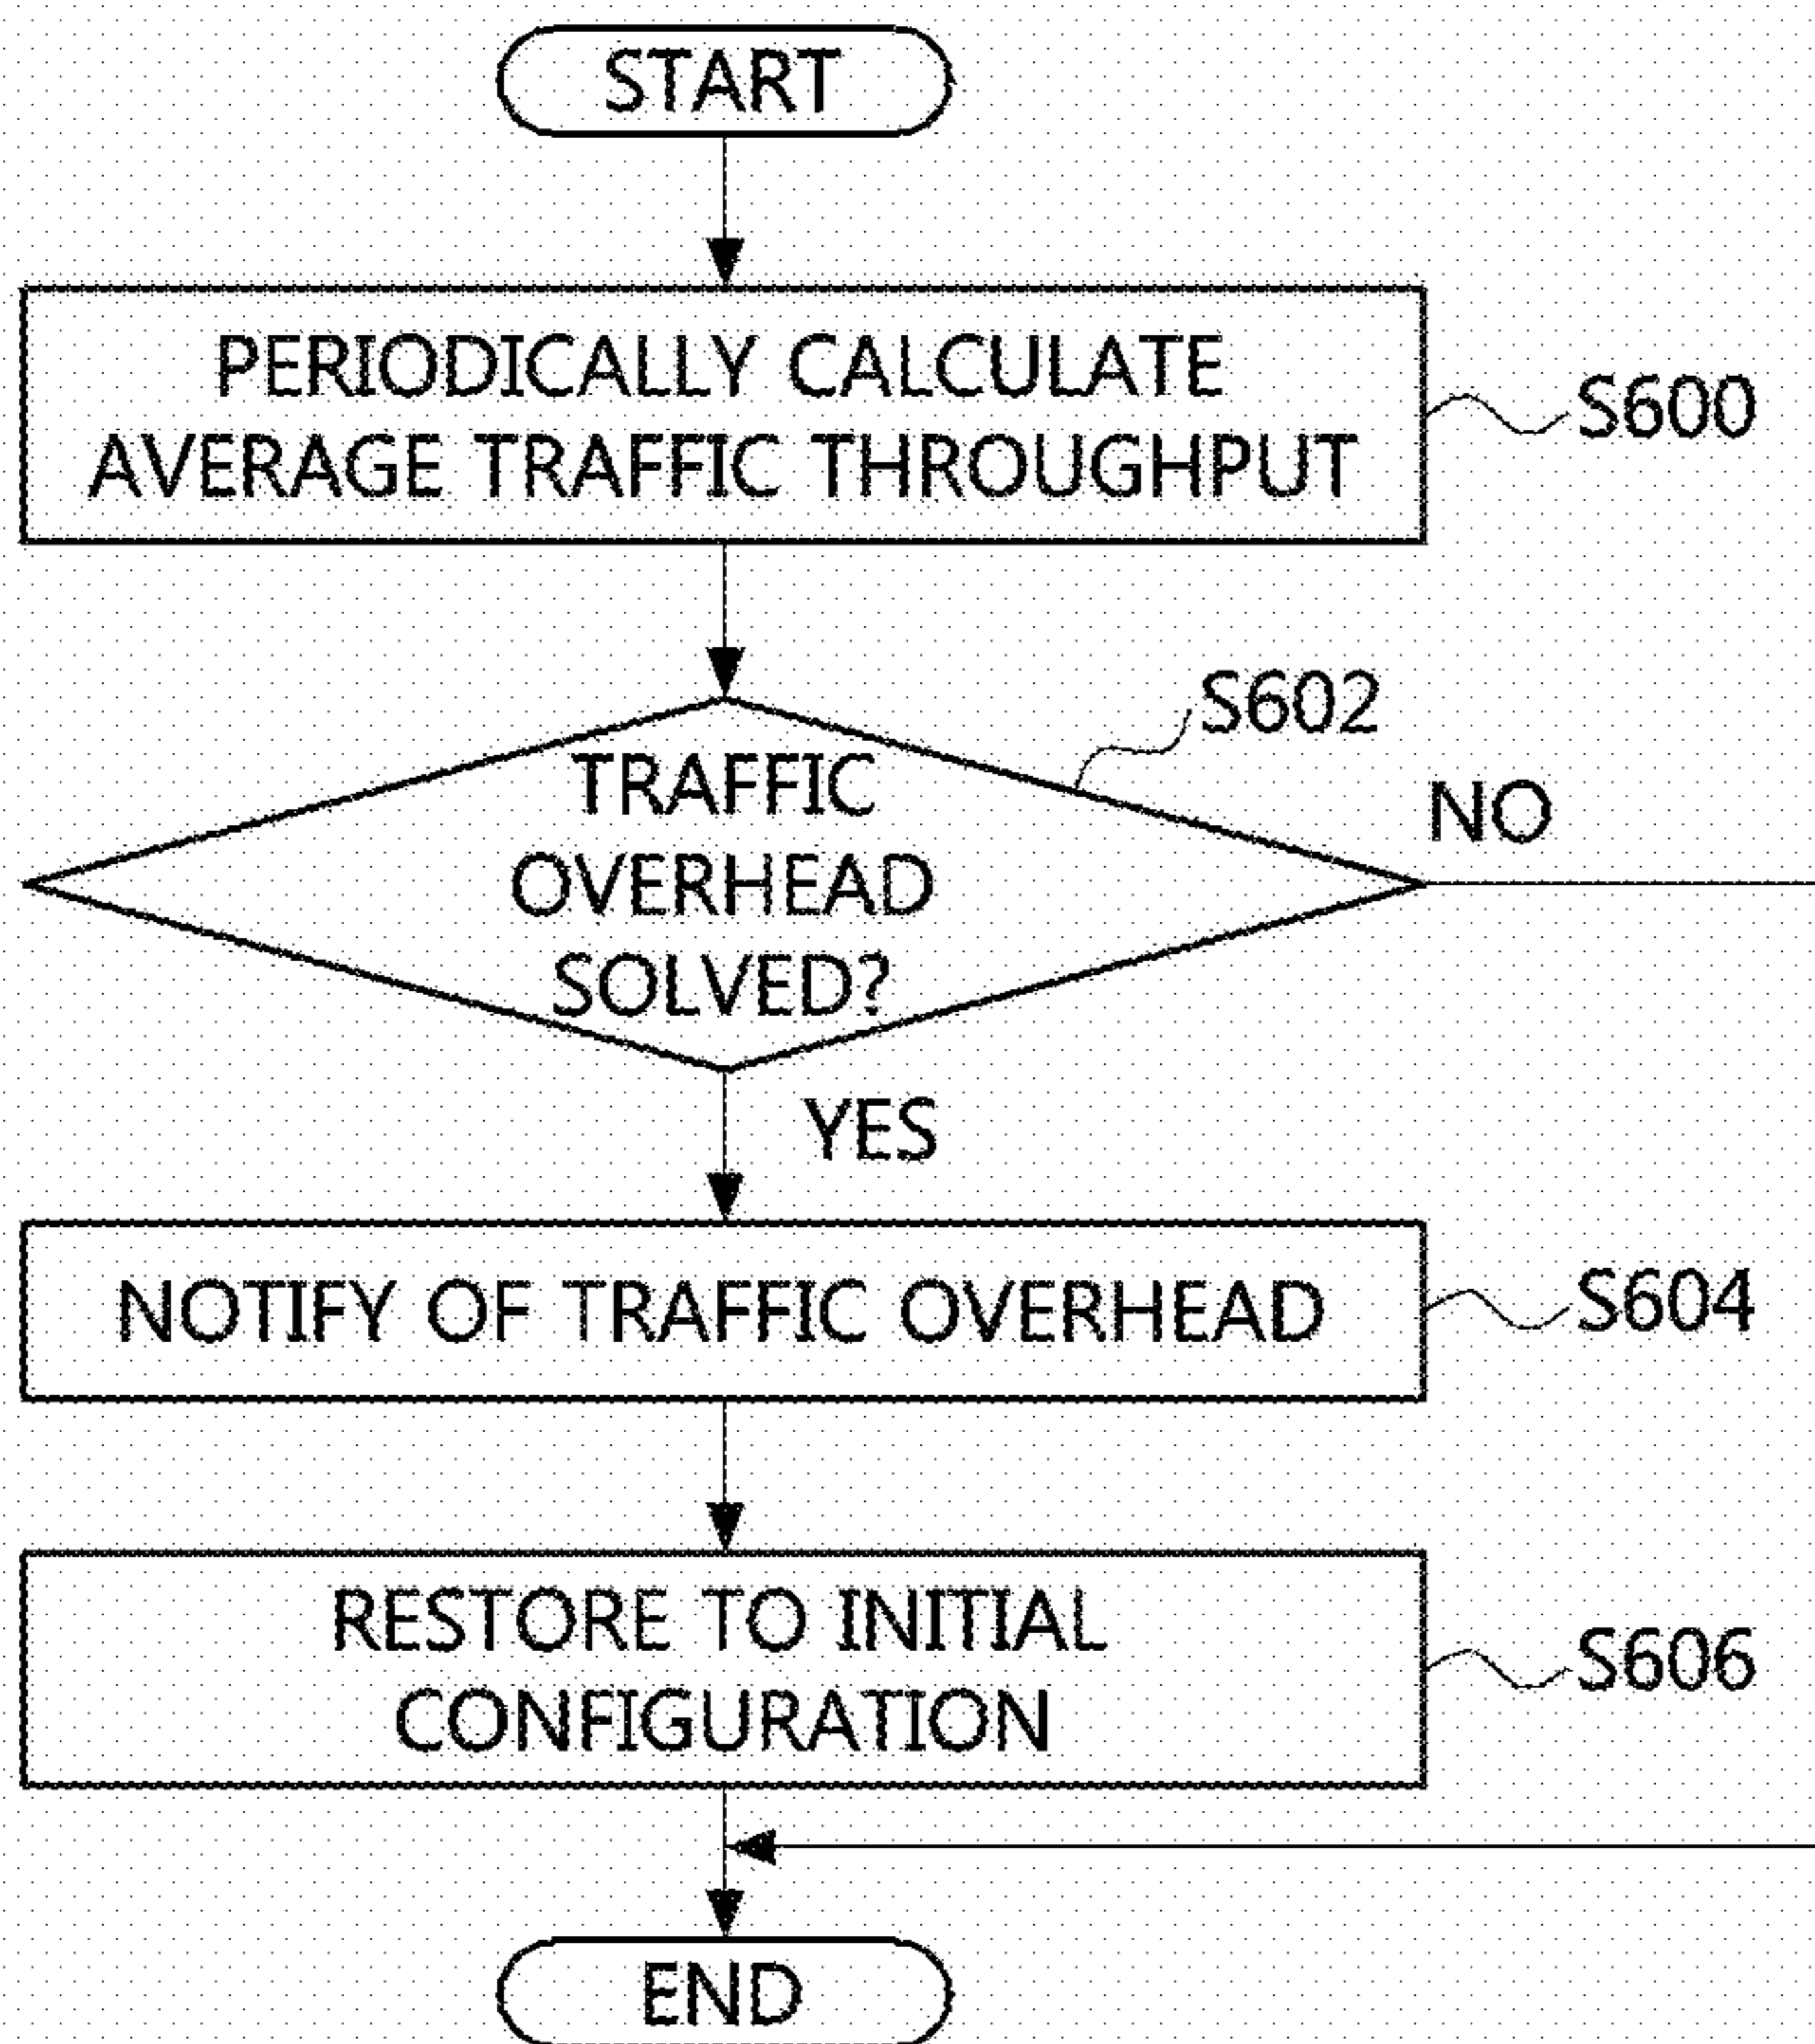 START
PERIODICALLY CALCULATE
AVERAGE TRAFFIC THROUGHPUT
S600
S602
TRAFFIC
OVERHEAD
SOLVED?
NO
YES
NOTIFY OF TRAFFIC OVERHEAD
S604
RESTORE TO INITIAL
CONFIGURATION
S606
END